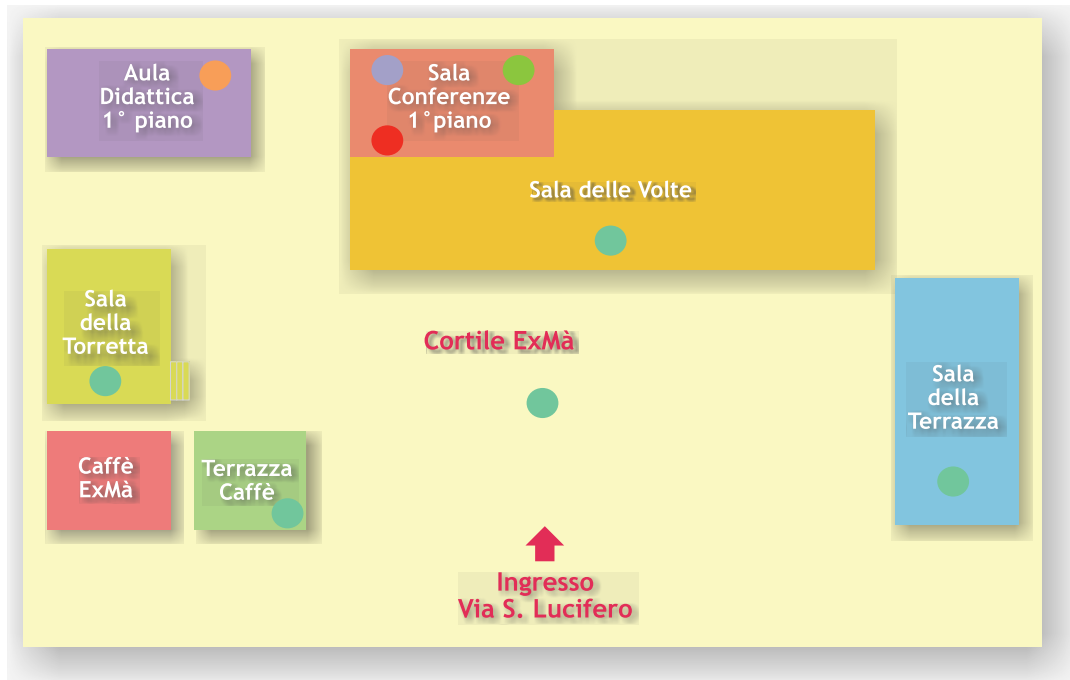 Aula
Didattica
1° piano
Sala
Conferenze
1°piano
Sala delle Volte
Sala
della
Torretta
Cortile ExMà
Sala
della
Terrazza
Caffè
ExMà
Terrazza
Caffè
Ingresso
Via S. Lucifero